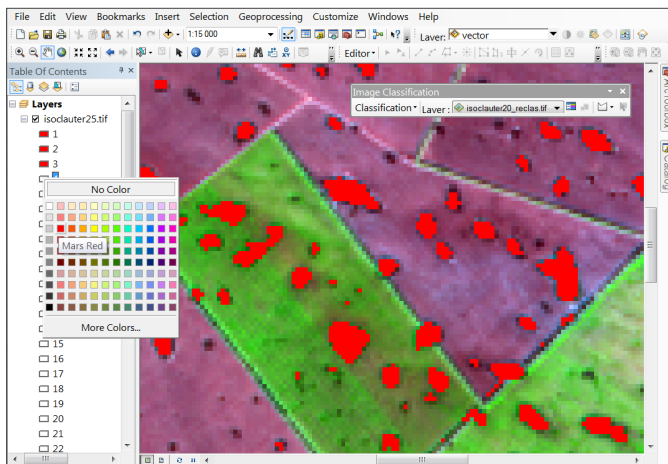 File Edit View Bookmarks Insert Selection Geoprocessing Customize Windows Help
1:15 000
Layer: vector
Editor
Table Of Contents
Layers
isoclauter25.tif
1
2
3
No Color
Mars Red
More Colors...
15
16
17
18
19
20
21
22
Image Classification
Classification Layer: isoclauter20_reclas.tif
ArcToolbox
Catalog